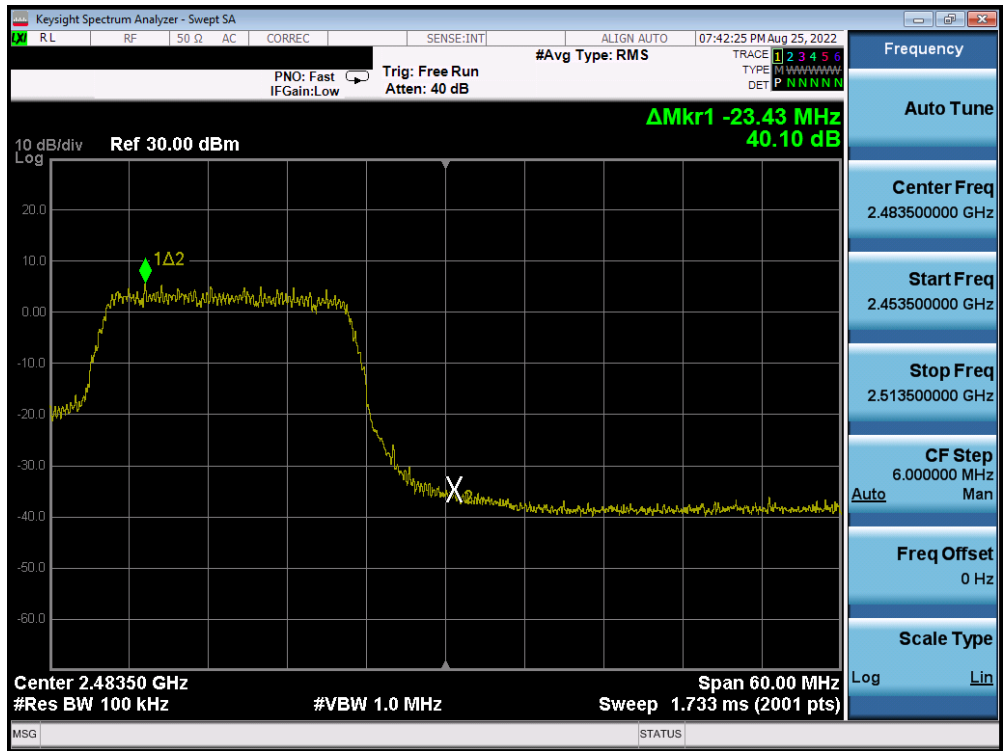 Keysight Spectrum Analyzer - Swept SA
LXI RL RF 50 Ω AC CORREC SENSE:INT ALIGN AUTO 07:42:25 PM Aug 25, 2022
#Avg Type: RMS
TRACE 1 2 3 4 5 6
TYPE M W W W W W
DET P N N N N N
PNO: Fast
IFGain:Low
Trig: Free Run
Atten: 40 dB
ΔMkr1 -23.43 MHz
40.10 dB
10 dB/div
Log
Ref 30.00 dBm
20.0
10.0
0.00
-10.0
-20.0
-30.0
-40.0
-50.0
-60.0
1Δ2
X2
Center 2.48350 GHz
#Res BW 100 kHz
#VBW 1.0 MHz
Span 60.00 MHz
Sweep 1.733 ms (2001 pts)
MSG
STATUS
Frequency
Auto Tune
Center Freq
2.483500000 GHz
Start Freq
2.453500000 GHz
Stop Freq
2.513500000 GHz
CF Step
6.000000 MHz
Auto Man
Freq Offset
0 Hz
Scale Type
Log Lin